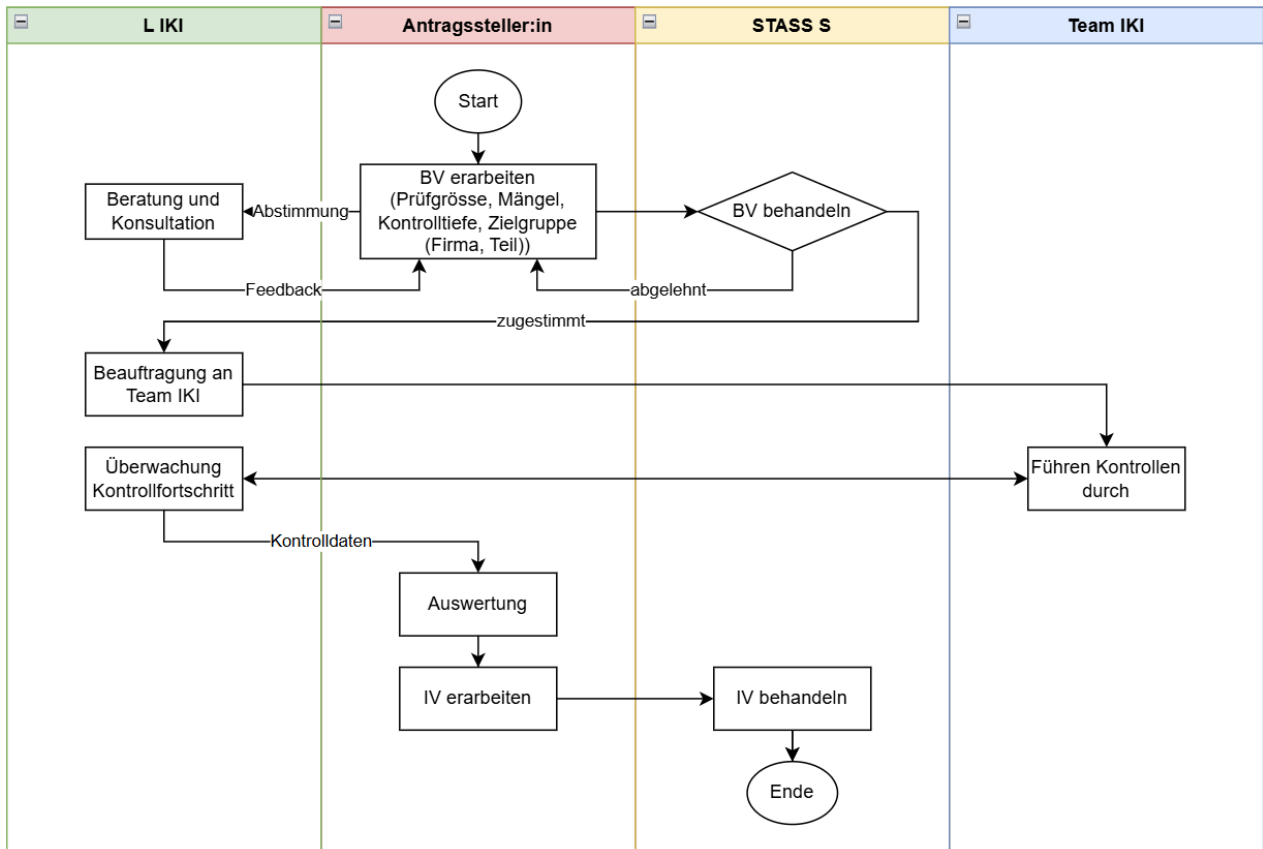 L IKI
Antragssteller:in
STASS S
Team IKI
Start
BV erarbeiten
(Prüfgrösse, Mängel,
Kontrolltiefe, Zielgruppe
(Firma, Teil))
Beratung und
Konsultation
Abstimmung
BV behandeln
Feedback
abgelehnt
zugestimmt
Beauftragung an
Team IKI
Überwachung
Kontrollfortschritt
Führen Kontrollen
durch
Kontrolldaten
Auswertung
IV erarbeiten
IV behandeln
Ende